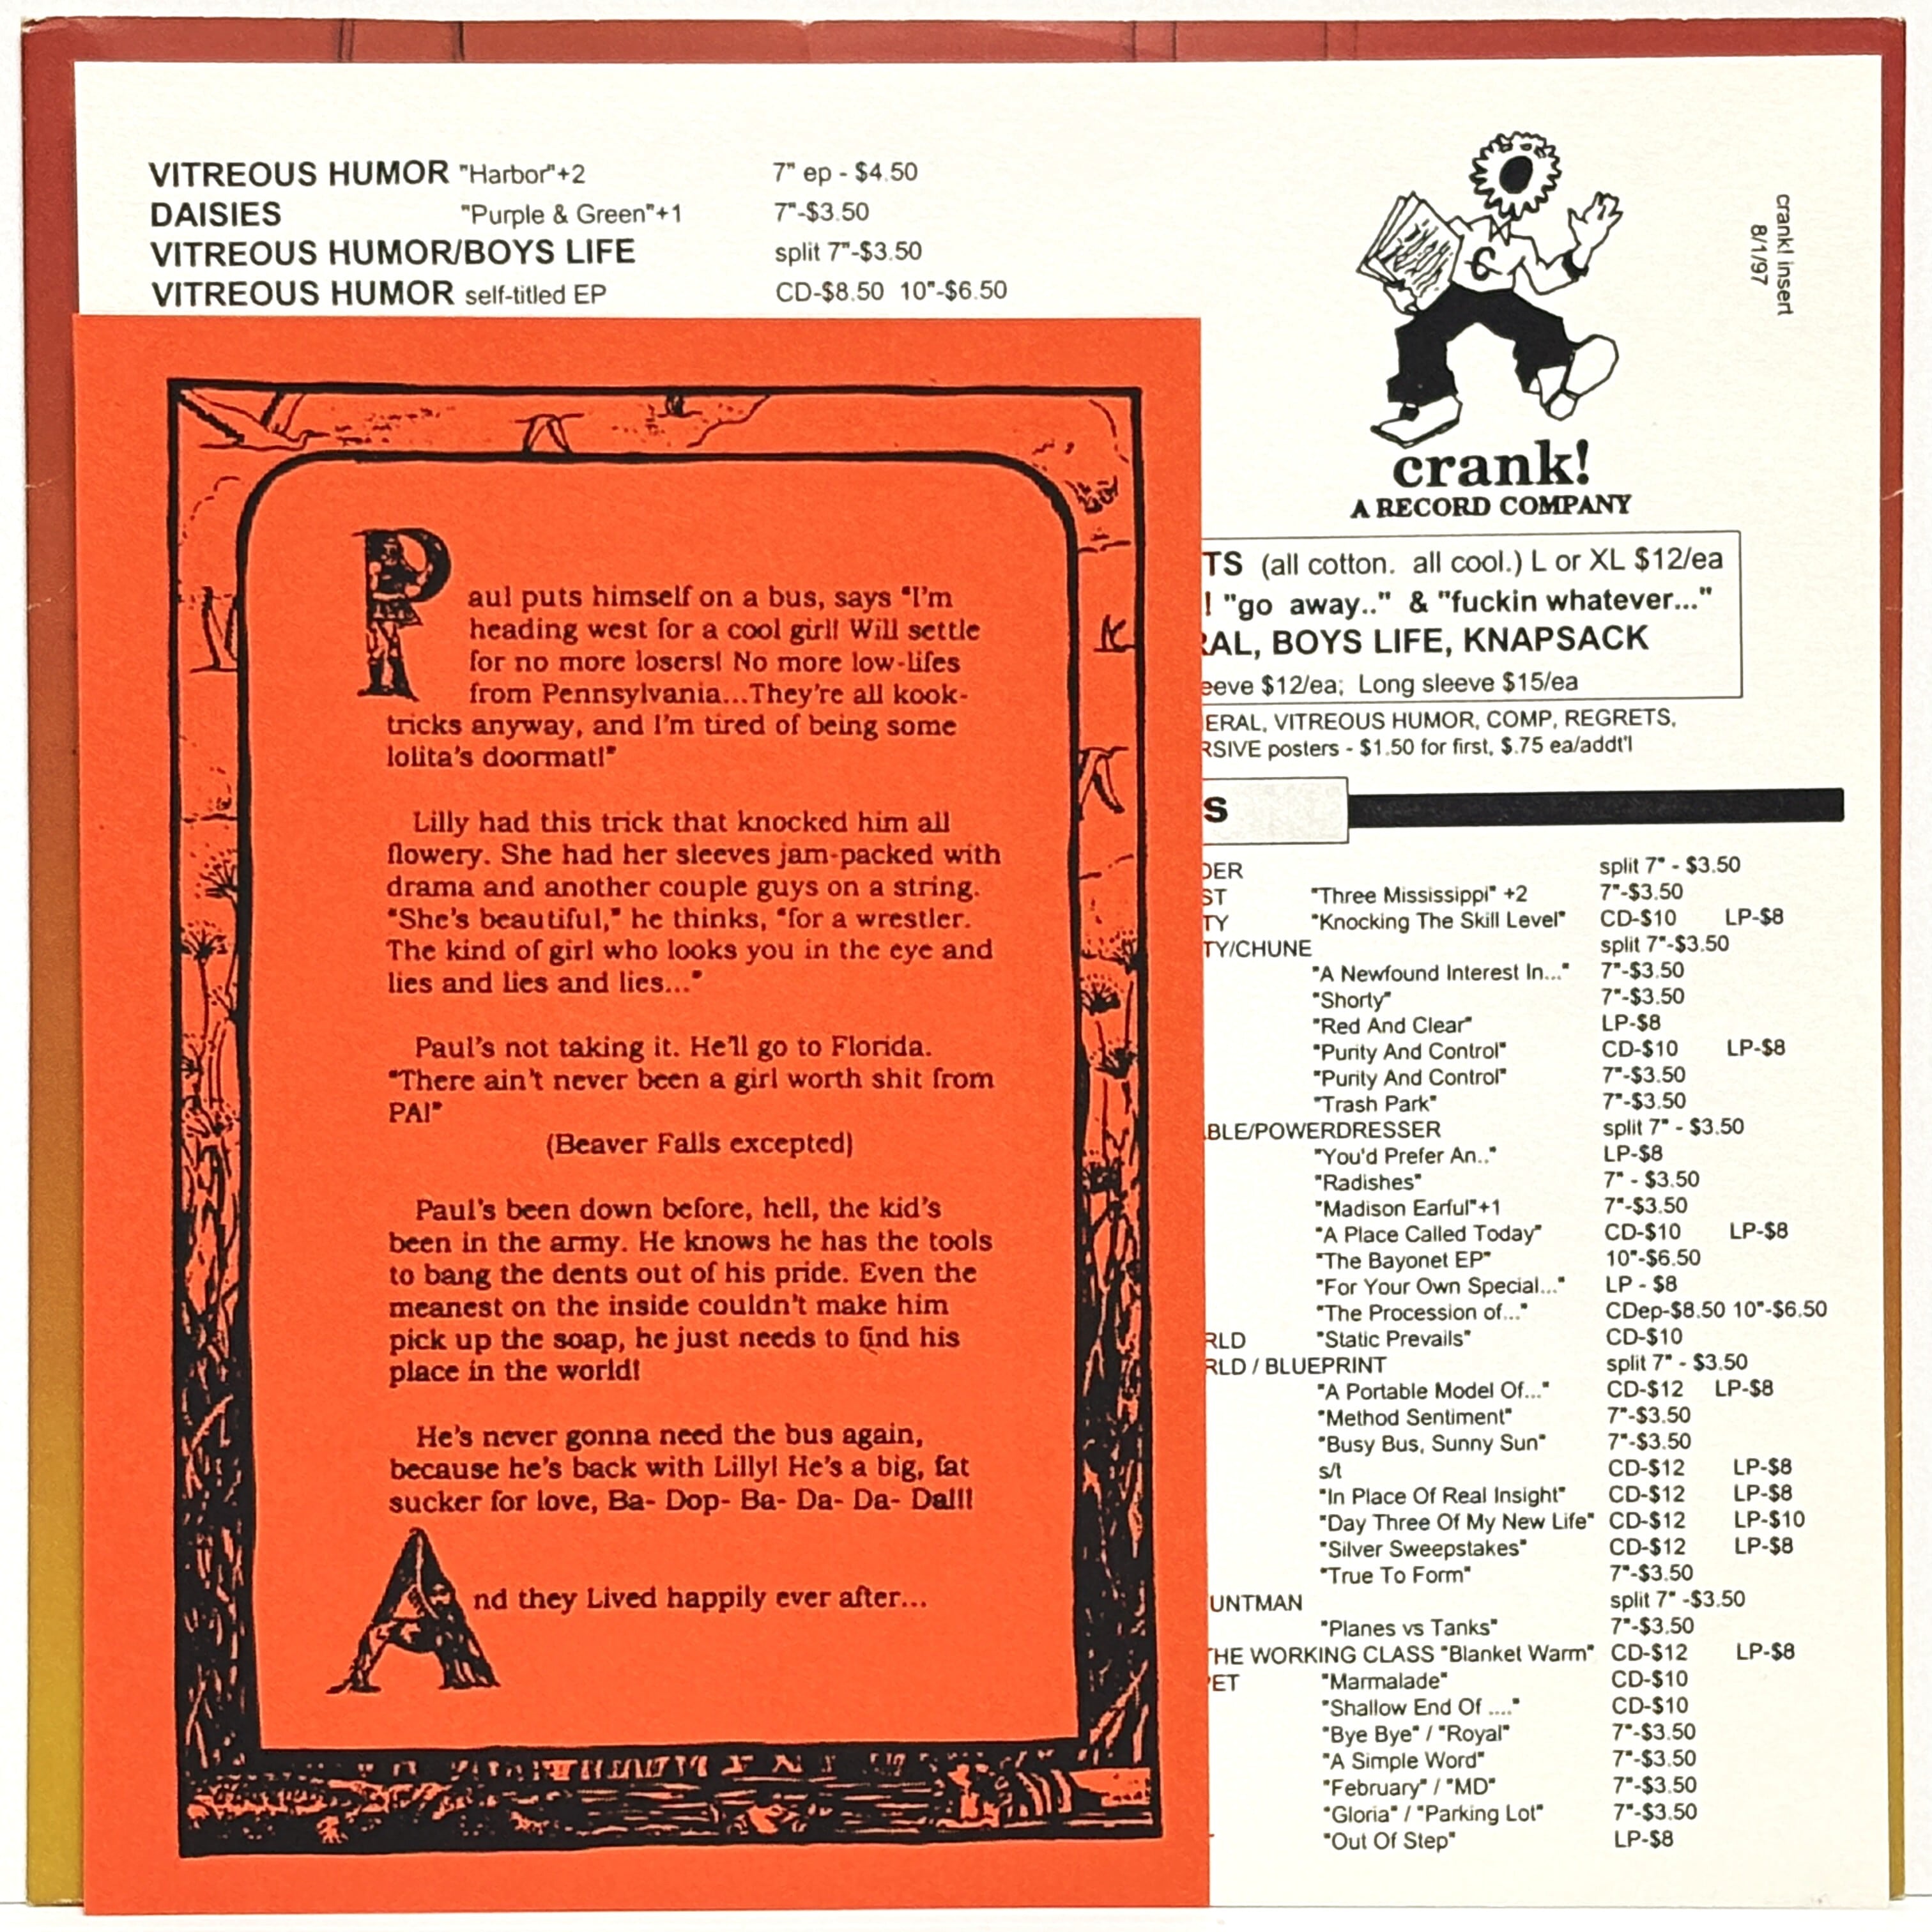 VITREOUS HUMOR "Harbor"+2 7" ep - $4.50
DAISIES "Purple & Green"+1 7"-$3.50
VITREOUS HUMOR/BOYS LIFE split 7"-$3.50
VITREOUS HUMOR self-titled EP CD-$8.50 10"-$6.50
crank! insert
8/1/97
C
crank!
A RECORD COMPANY
TS (all cotton. all cool.) L or XL $12/ea
! "go away.." & "fuckin whatever..."
AL, BOYS LIFE, KNAPSACK
eeve $12/ea; Long sleeve $15/ea
ERAL, VITREOUS HUMOR, COMP, REGRETS,
RSIVE posters - $1.50 for first, $.75 ea/addt'l
S
DER split 7" - $3.50
ST "Three Mississippi" +2 7"-$3.50
TY "Knocking The Skill Level" CD-$10 LP-$8
TY/CHUNE split 7"-$3.50
"A Newfound Interest In..." 7"-$3.50
"Shorty" 7"-$3.50
"Red And Clear" LP-$8
"Purity And Control" CD-$10 LP-$8
"Purity And Control" 7"-$3.50
"Trash Park" 7"-$3.50
BLE/POWERDRESSER split 7" - $3.50
"You'd Prefer An.." LP-$8
"Radishes" 7" - $3.50
"Madison Earful"+1 7"-$3.50
"A Place Called Today" CD-$10 LP-$8
"The Bayonet EP" 10"-$6.50
"For Your Own Special..." LP - $8
"The Procession of..." CDep-$8.50 10"-$6.50
RLD "Static Prevails" CD-$10
RLD / BLUEPRINT split 7" - $3.50
"A Portable Model Of..." CD-$12 LP-$8
"Method Sentiment" 7"-$3.50
"Busy Bus, Sunny Sun" 7"-$3.50
s/t CD-$12 LP-$8
"In Place Of Real Insight" CD-$12 LP-$8
"Day Three Of My New Life" CD-$12 LP-$10
"Silver Sweepstakes" CD-$12 LP-$8
"True To Form" 7"-$3.50
UNTMAN split 7" -$3.50
"Planes vs Tanks" 7"-$3.50
THE WORKING CLASS "Blanket Warm" CD-$12 LP-$8
PET "Marmalade" CD-$10
"Shallow End Of ...." CD-$10
"Bye Bye" / "Royal" 7"-$3.50
"A Simple Word" 7"-$3.50
"February" / "MD" 7"-$3.50
"Gloria" / "Parking Lot" 7"-$3.50
"Out Of Step" LP-$8
Paul puts himself on a bus, says "I'm
heading west for a cool girl! Will settle
for no more losers! No more low-lifes
from Pennsylvania...They're all kook-
tricks anyway, and I'm tired of being some
lolita's doormat!"
Lilly had this trick that knocked him all
flowery. She had her sleeves jam-packed with
drama and another couple guys on a string.
"She's beautiful," he thinks, "for a wrestler.
The kind of girl who looks you in the eye and
lies and lies and lies..."
Paul's not taking it. He'll go to Florida.
"There ain't never been a girl worth shit from
PA!"
(Beaver Falls excepted)
Paul's been down before, hell, the kid's
been in the army. He knows he has the tools
to bang the dents out of his pride. Even the
meanest on the inside couldn't make him
pick up the soap, he just needs to find his
place in the world!
He's never gonna need the bus again,
because he's back with Lilly! He's a big, fat
sucker for love, Ba- Dop- Ba- Da- Da- Da!!!
And they Lived happily ever after...